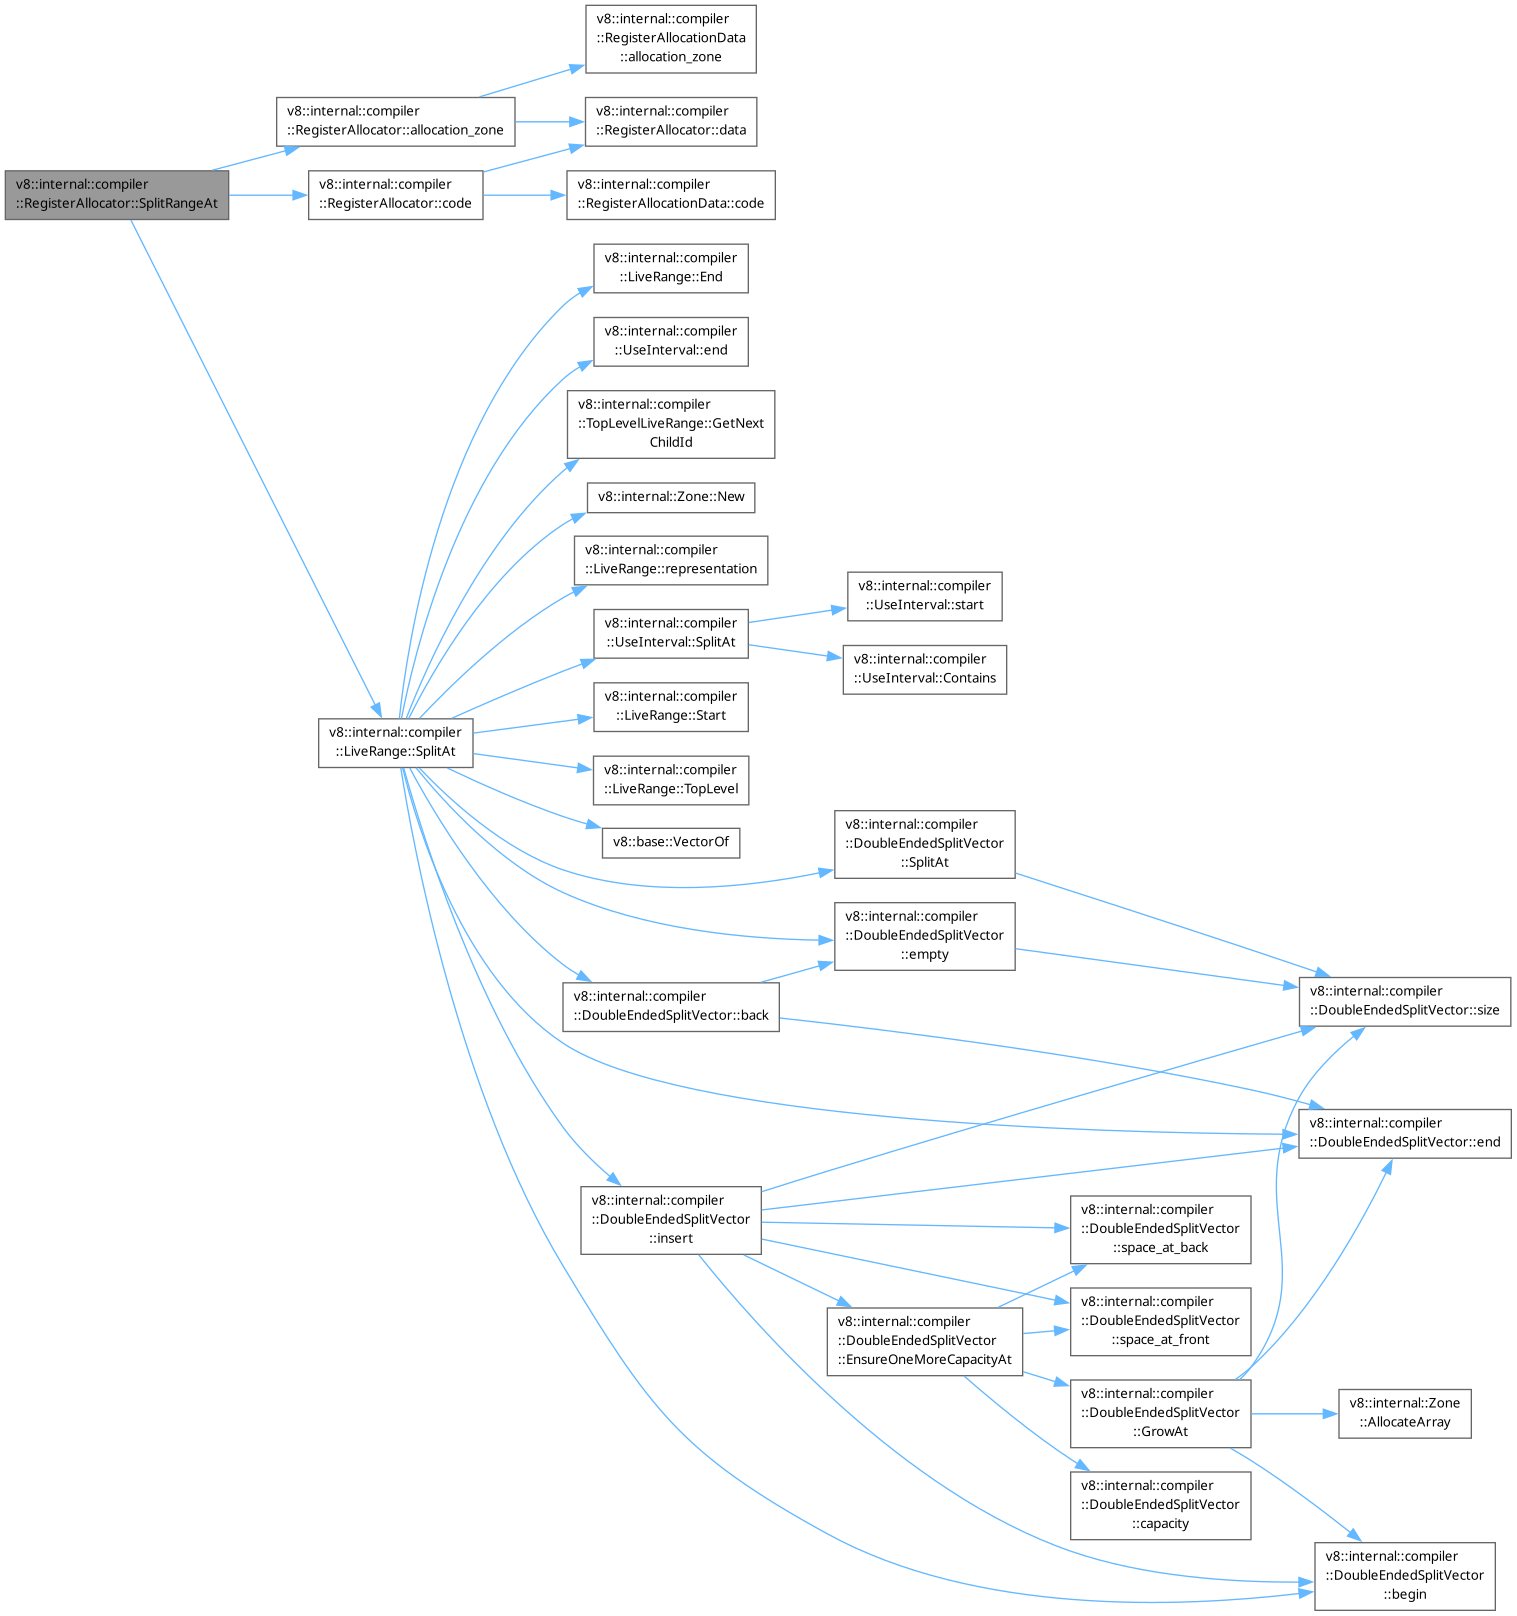 v8::internal::compiler
::RegisterAllocationData
::allocation_zone
v8::internal::compiler
::RegisterAllocator::allocation_zone
v8::internal::compiler
::RegisterAllocator::data
v8::internal::compiler
::RegisterAllocator::SplitRangeAt
v8::internal::compiler
::RegisterAllocator::code
v8::internal::compiler
::RegisterAllocationData::code
v8::internal::compiler
::LiveRange::End
v8::internal::compiler
::UseInterval::end
v8::internal::compiler
::TopLevelLiveRange::GetNext
ChildId
v8::internal::Zone::New
v8::internal::compiler
::LiveRange::representation
v8::internal::compiler
::UseInterval::start
v8::internal::compiler
::UseInterval::SplitAt
v8::internal::compiler
::UseInterval::Contains
v8::internal::compiler
::LiveRange::Start
v8::internal::compiler
::LiveRange::SplitAt
v8::internal::compiler
::LiveRange::TopLevel
v8::base::VectorOf
v8::internal::compiler
::DoubleEndedSplitVector
::SplitAt
v8::internal::compiler
::DoubleEndedSplitVector
::empty
v8::internal::compiler
::DoubleEndedSplitVector::back
v8::internal::compiler
::DoubleEndedSplitVector::size
v8::internal::compiler
::DoubleEndedSplitVector::end
v8::internal::compiler
::DoubleEndedSplitVector
::insert
v8::internal::compiler
::DoubleEndedSplitVector
::space_at_back
v8::internal::compiler
::DoubleEndedSplitVector
::space_at_front
v8::internal::compiler
::DoubleEndedSplitVector
::EnsureOneMoreCapacityAt
v8::internal::compiler
::DoubleEndedSplitVector
::GrowAt
v8::internal::Zone
::AllocateArray
v8::internal::compiler
::DoubleEndedSplitVector
::capacity
v8::internal::compiler
::DoubleEndedSplitVector
::begin